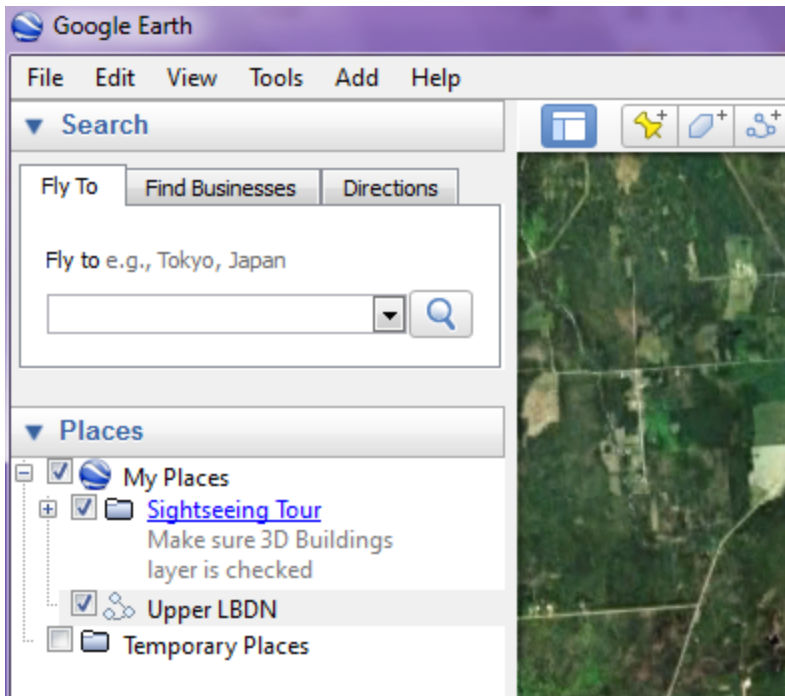 Google Earth
File Edit View Tools Add Help
Search
Fly To Find Businesses Directions
Fly to e.g., Tokyo, Japan
Places
My Places
Sightseeing Tour
Make sure 3D Buildings
layer is checked
Upper LBDN
Temporary Places